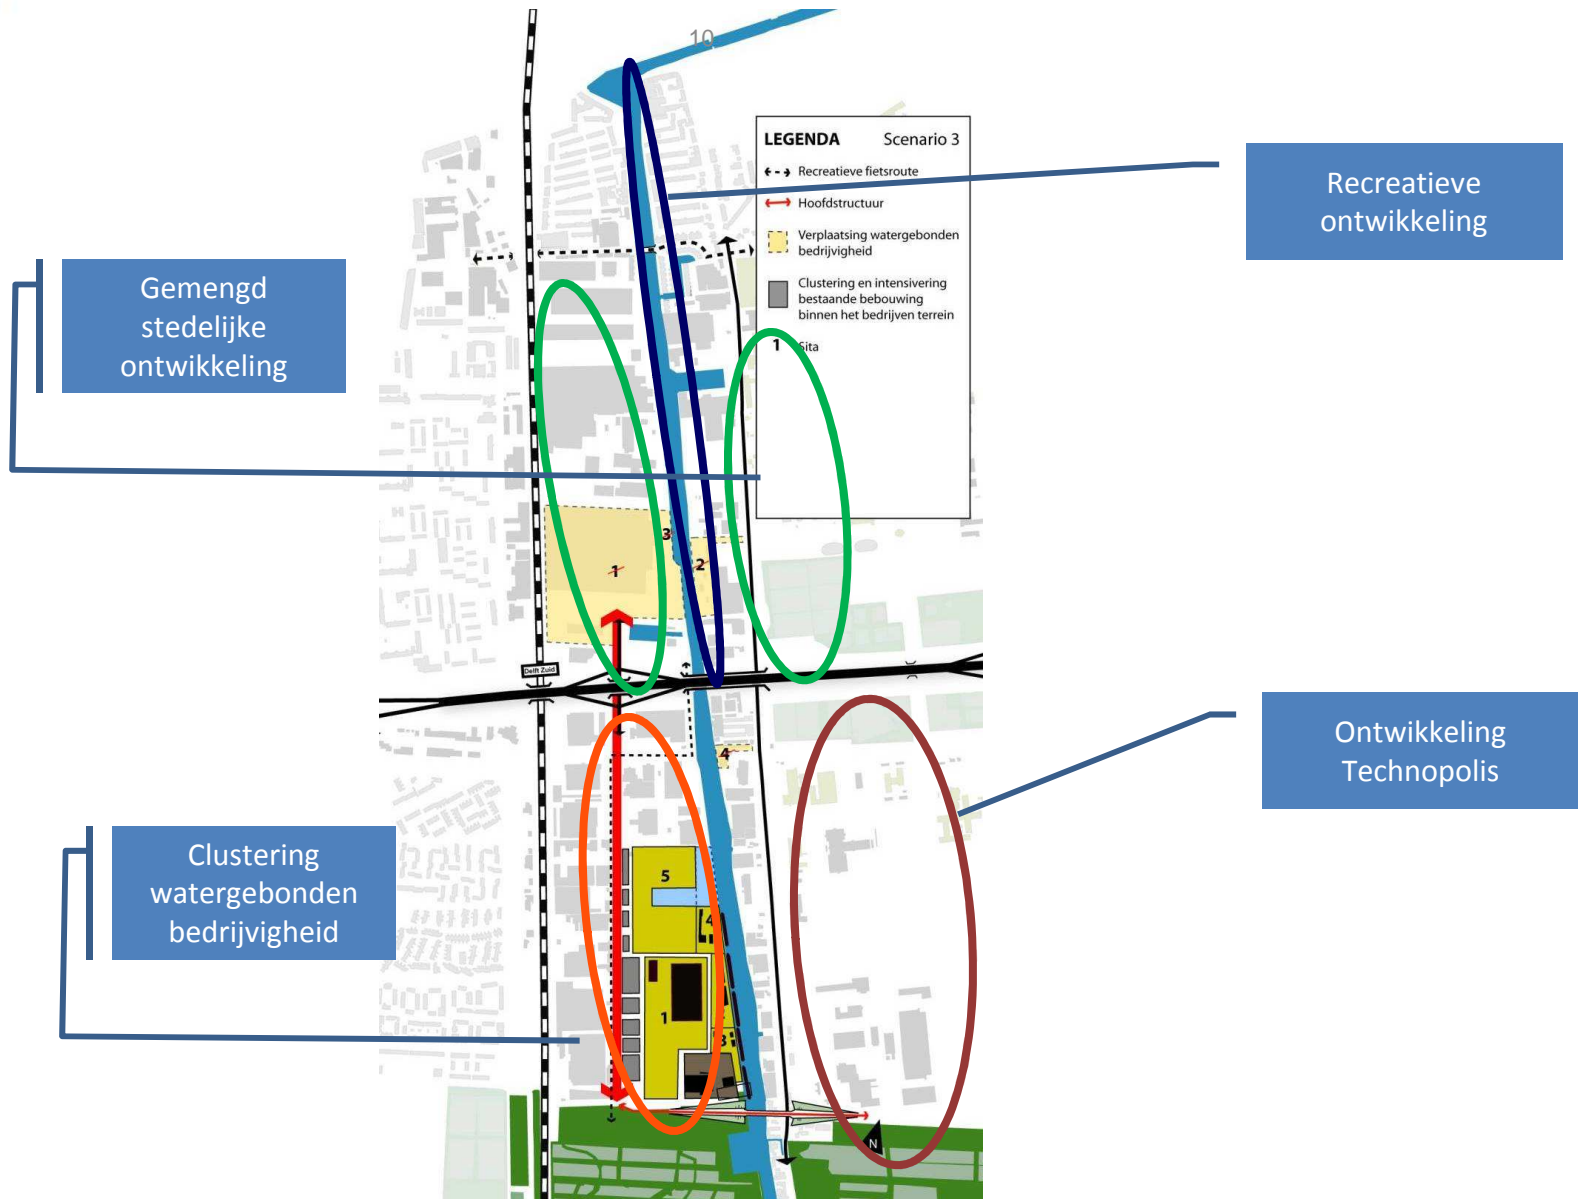 10
LEGENDA Scenario 3
Recreatieve fietsroute
Hoofdstructuur
Verplaatsing watergebonden
bedrijvigheid
Clustering en intensivering
bestaande bebouwing
binnen het bedrijven terrein
1 Sita
Recreatieve
ontwikkeling
Gemengd
stedelijke
ontwikkeling
3
1
2
Delft Zuid
4
Ontwikkeling
Technopolis
Clustering
watergebonden
bedrijvigheid
5
4
1
3
N